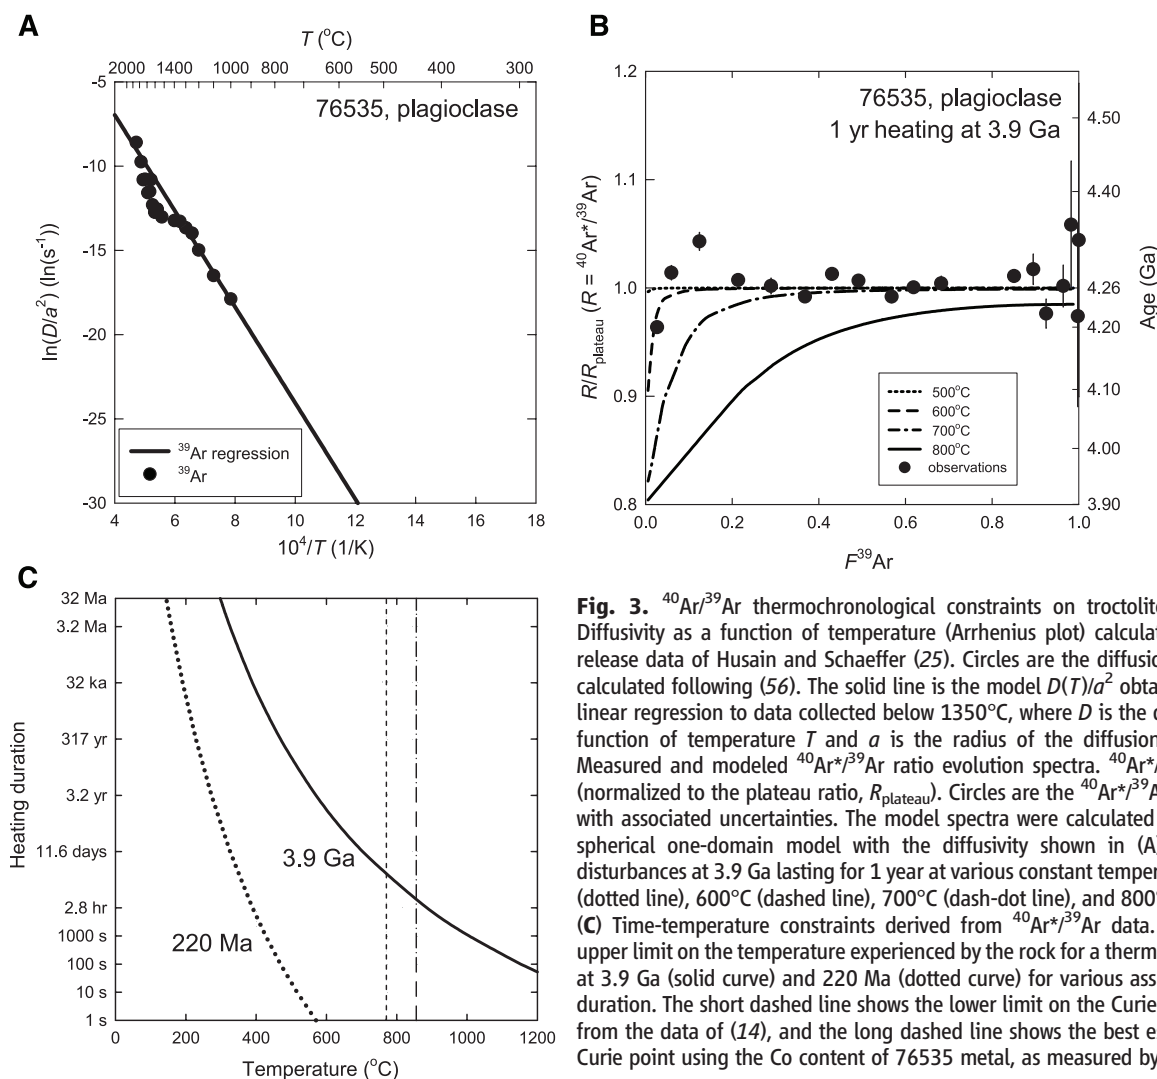 A
T (°C)
2000 1400 1000 800 600 400 300
76535, plagioclase
-5
-10
-15
-20
-25
-30
ln(D/a²) (ln(s⁻¹))
³⁹Ar regression
³⁹Ar
4 6 8 10 12 14 16 18
10⁴/T (1/K)
B
76535, plagioclase
1 yr heating at 3.9 Ga
1.2
1.1
1.0
0.9
0.8
R/Rplateau (R = ⁴⁰Ar*/³⁹Ar)
4.50
4.40
4.26
4.20
4.10
4.00
3.90
Age (Ga)
500°C
600°C
700°C
800°C
observations
0.0 0.2 0.4 0.6 0.8 1.0
F³⁹Ar
C
32 Ma
3.2 Ma
32 ka
317 yr
3.2 yr
11.6 days
2.8 hr
1000 s
100 s
10 s
1 s
Heating duration
3.9 Ga
220 Ma
0 200 400 600 800 1000 1200
Temperature (°C)
Fig. 3. ⁴⁰Ar/³⁹Ar thermochronological constraints on troctolit
Diffusivity as a function of temperature (Arrhenius plot) calculat
release data of Husain and Schaeffer (25). Circles are the diffusio
calculated following (56). The solid line is the model D(T)/a² obta
linear regression to data collected below 1350°C, where D is the d
function of temperature T and a is the radius of the diffusion
Measured and modeled ⁴⁰Ar*/³⁹Ar ratio evolution spectra. ⁴⁰Ar*/
(normalized to the plateau ratio, Rplateau). Circles are the ⁴⁰Ar*/³⁹A
with associated uncertainties. The model spectra were calculated
spherical one-domain model with the diffusivity shown in (A)
disturbances at 3.9 Ga lasting for 1 year at various constant temper
(dotted line), 600°C (dashed line), 700°C (dash-dot line), and 800°
(C) Time-temperature constraints derived from ⁴⁰Ar*/³⁹Ar data.
upper limit on the temperature experienced by the rock for a therm
at 3.9 Ga (solid curve) and 220 Ma (dotted curve) for various ass
duration. The short dashed line shows the lower limit on the Curie
from the data of (14), and the long dashed line shows the best e
Curie point using the Co content of 76535 metal, as measured by